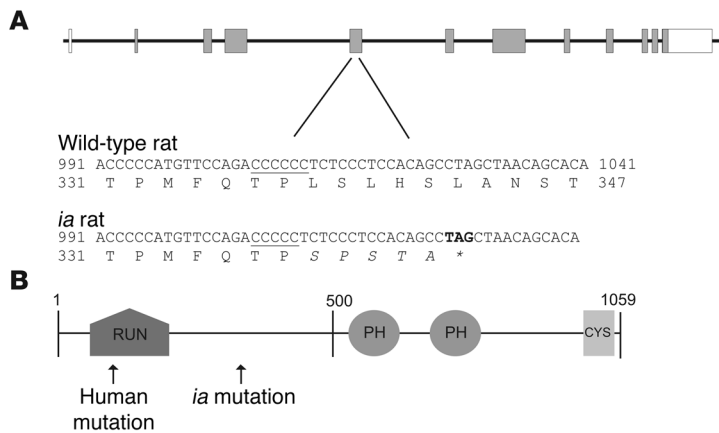 A
Wild-type rat
991 ACCCCCATGTTCCAGACCCCCCTCTCCCTCCACAGCCTAGCTAACAGCACA 1041
331 T P M F Q T P L S L H S L A N S T 347
ia rat
991 ACCCCCATGTTCCAGACCCCCTCTCCCTCCACAGCCTAGCTAACAGCACA
331 T P M F Q T P S P S T A *
B
1 500 1059
RUN PH PH CYS
Human mutation ia mutation